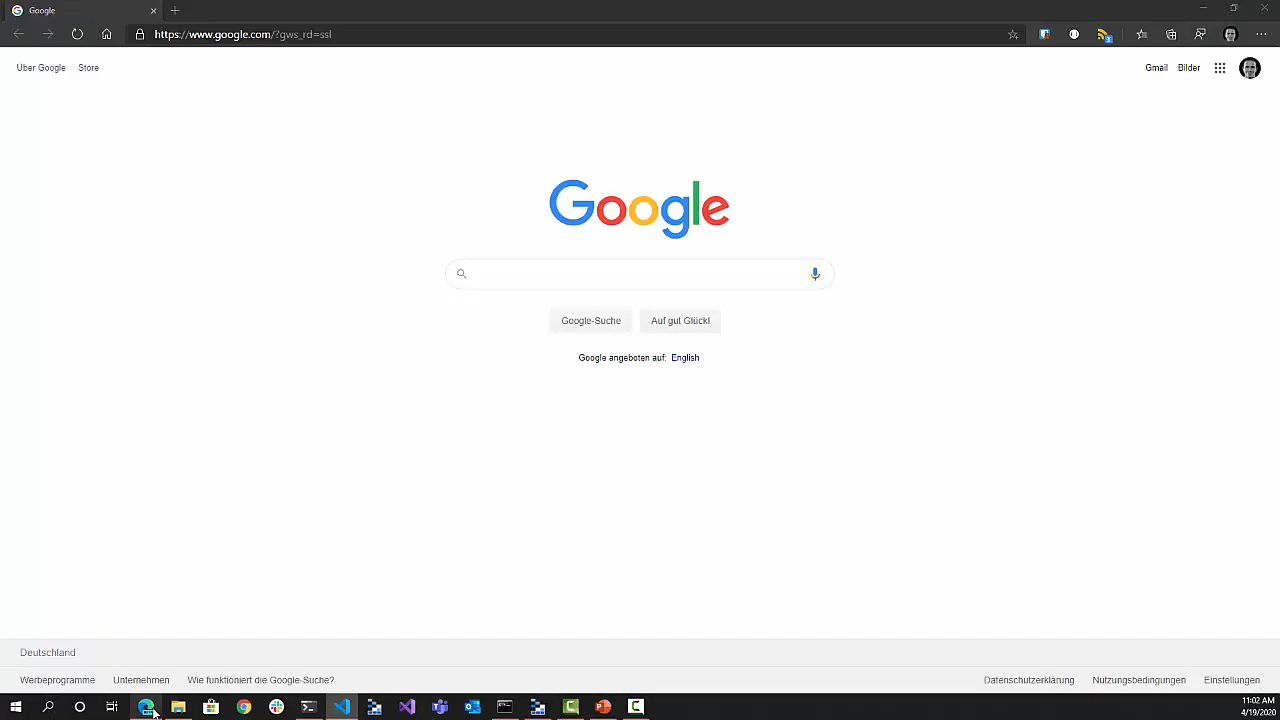 Google
https://www.google.com/?gws_rd=ssl
3
Über Google Store
Gmail Bilder
Google
Google-Suche Auf gut Glück!
Google angeboten auf: English
Deutschland
Werbeprogramme Unternehmen Wie funktioniert die Google-Suche?
Datenschutzerklärung Nutzungsbedingungen Einstellungen
11:02 AM
4/19/2020